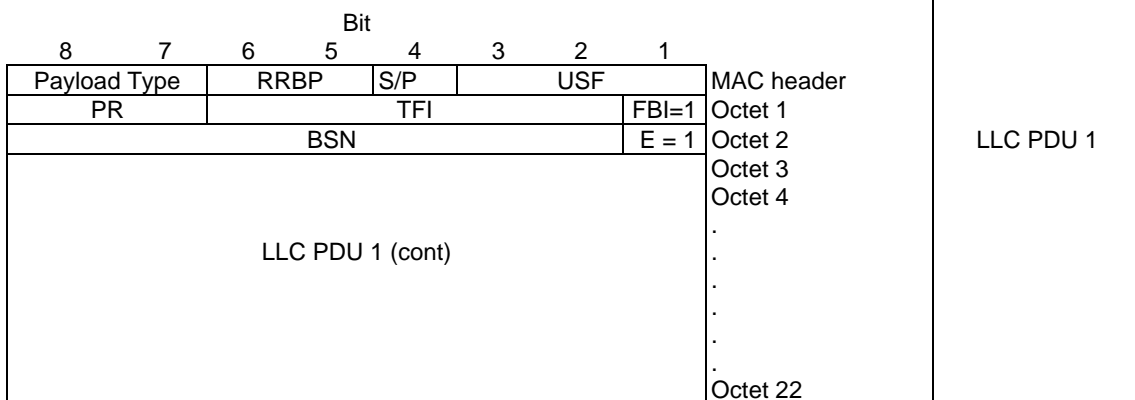 Bit
8 7 6 5 4 3 2 1
Payload Type RRBP S/P USF MAC header
PR TFI FBI=1 Octet 1
BSN E = 1 Octet 2 LLC PDU 1
Octet 3
Octet 4
.
LLC PDU 1 (cont) .
.
.
.
.
Octet 22